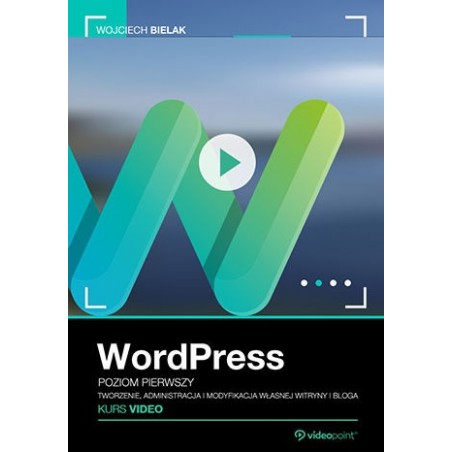 WOJCIECH BIELAK
WordPress
POZIOM PIERWSZY
TWORZENIE, ADMINISTRACJA I MODYFIKACJA WŁASNEJ WITRYNY I BLOGA
KURS VIDEO
videopoint